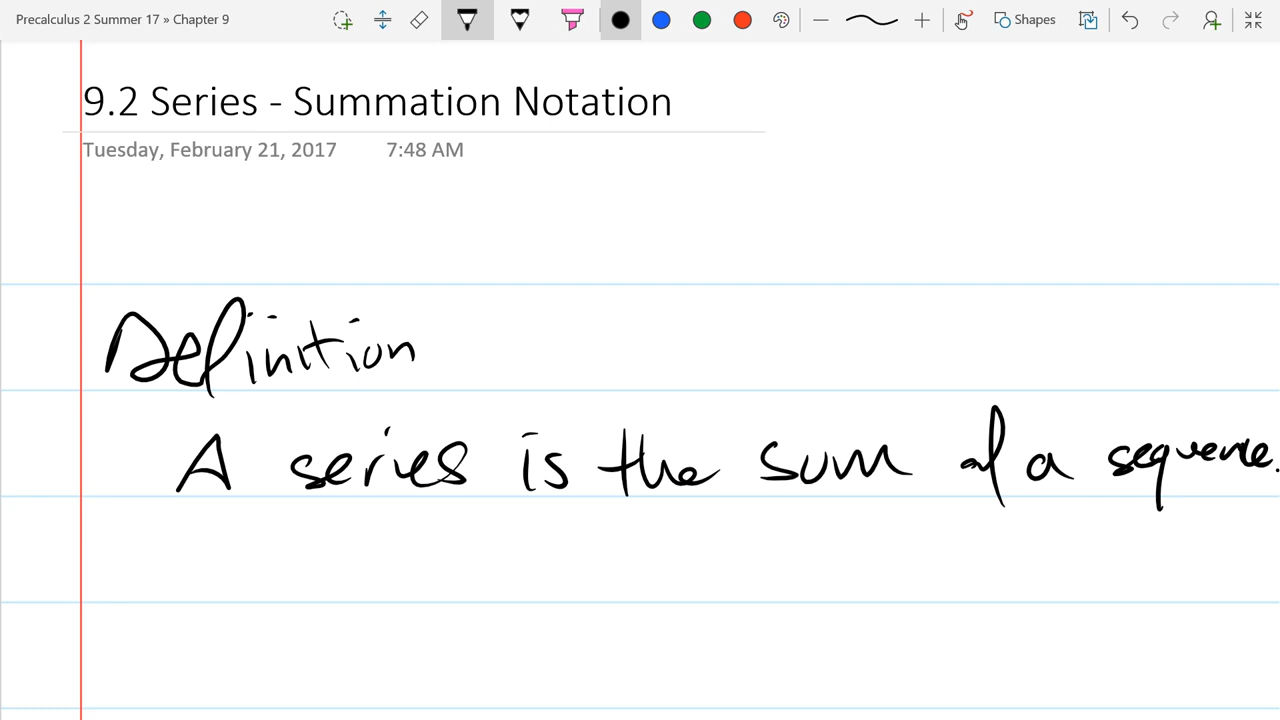 Precalculus 2 Summer 17 » Chapter 9
Shapes
9.2 Series - Summation Notation
Tuesday, February 21, 2017 7:48 AM
Definition
A series is the sum of a sequence.